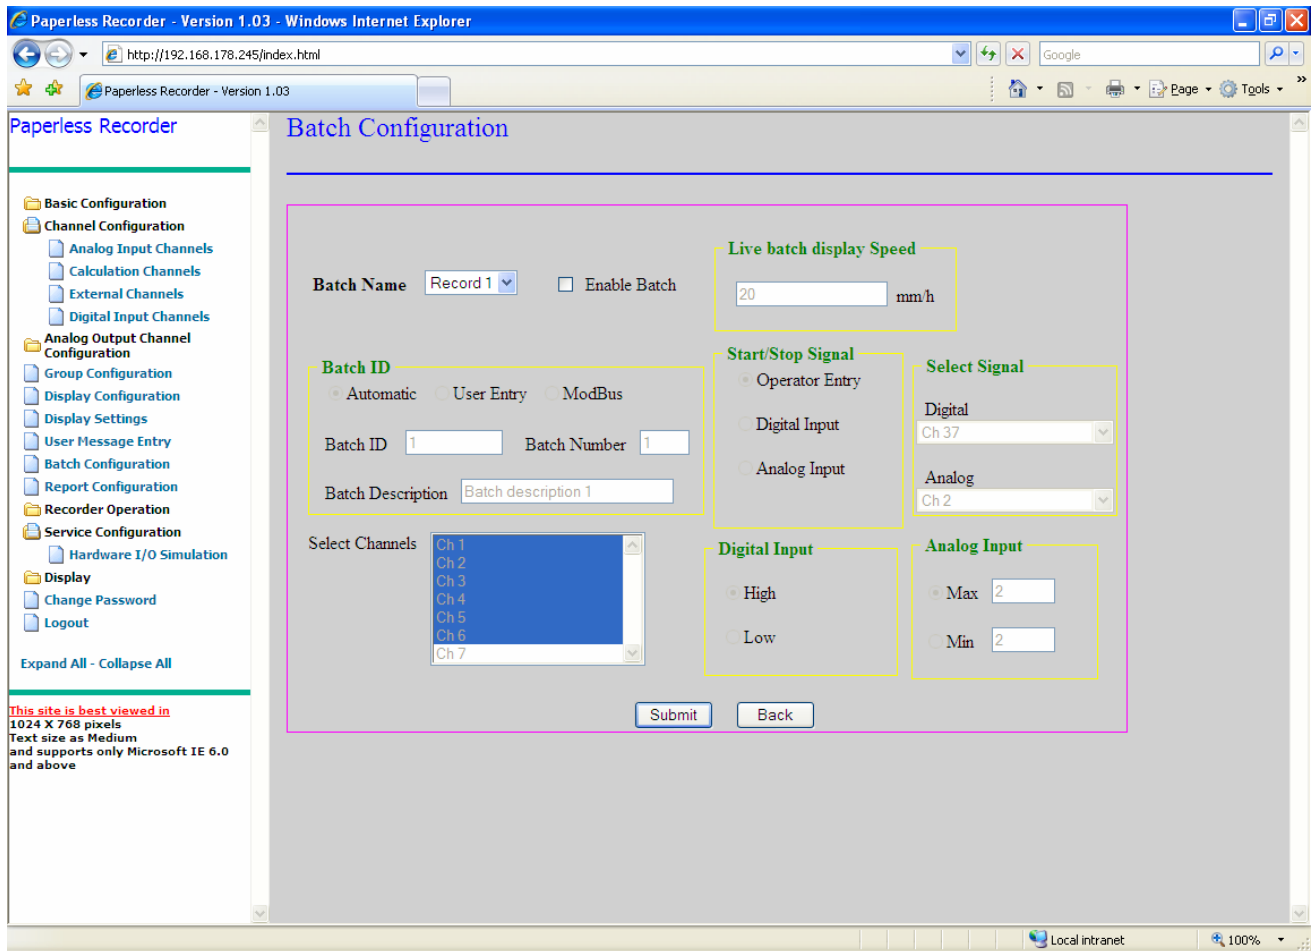 Paperless Recorder - Version 1.03 - Windows Internet Explorer
http://192.168.178.245/index.html
Google
Paperless Recorder - Version 1.03
Page
Tools
»
Paperless Recorder
Basic Configuration
Channel Configuration
Analog Input Channels
Calculation Channels
External Channels
Digital Input Channels
Analog Output Channel
Configuration
Group Configuration
Display Configuration
Display Settings
User Message Entry
Batch Configuration
Report Configuration
Recorder Operation
Service Configuration
Hardware I/O Simulation
Display
Change Password
Logout
Expand All - Collapse All
This site is best viewed in
1024 X 768 pixels
Text size as Medium
and supports only Microsoft IE 6.0
and above
Batch Configuration
Batch Name Record 1 Enable Batch
Live batch display Speed
20 mm/h
Batch ID
Automatic User Entry ModBus
Batch ID 1 Batch Number 1
Batch Description Batch description 1
Start/Stop Signal
Operator Entry
Digital Input
Analog Input
Select Signal
Digital
Ch 37
Analog
Ch 2
Select Channels
Ch 1
Ch 2
Ch 3
Ch 4
Ch 5
Ch 6
Ch 7
Digital Input
High
Low
Analog Input
Max 2
Min 2
Submit Back
Local intranet 100%